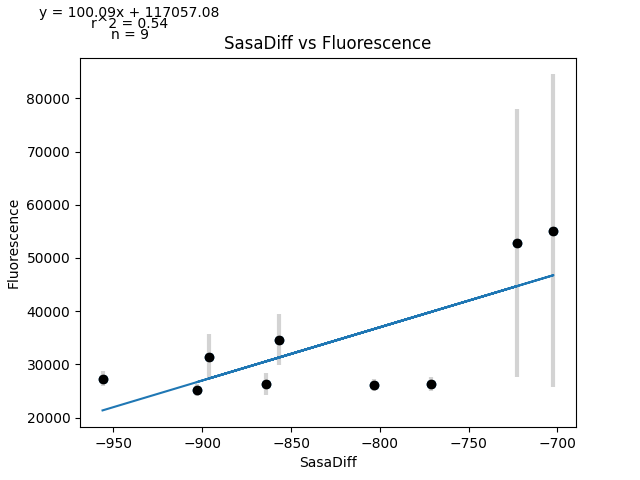 y = 100.09x + 117057.08
r^2 = 0.54
n = 9
SasaDiff vs Fluorescence
80000
70000
60000
50000
40000
30000
20000
Fluorescence
−950
−900
−850
−800
−750
−700
SasaDiff